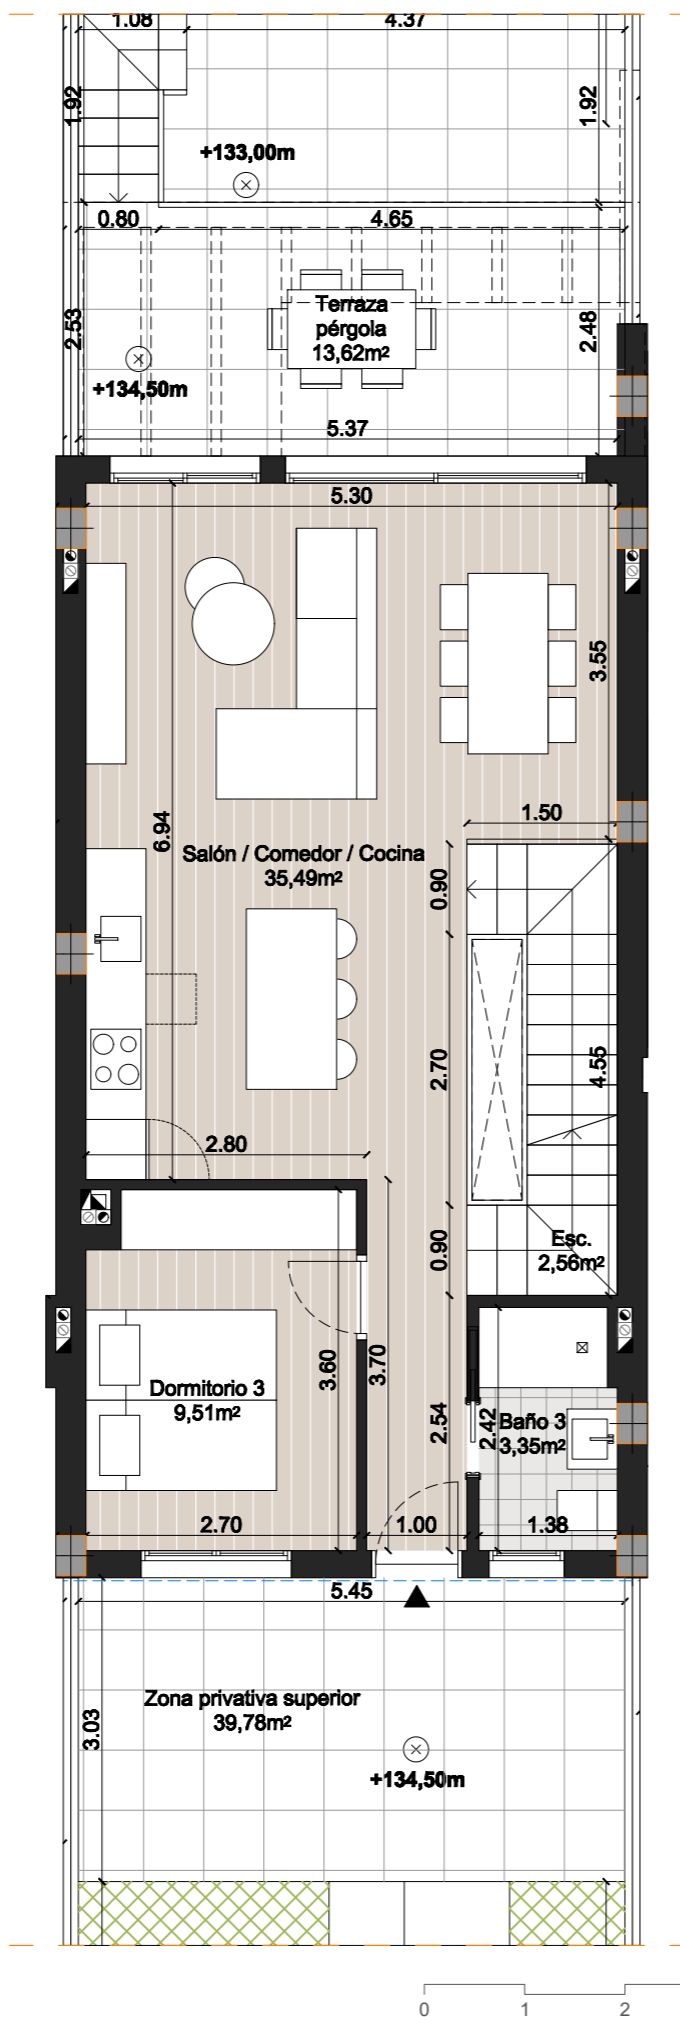 1.08
4.37
1.92
1.92
+133,00m
0.80
4.65
Terraza
pérgola
13,62m²
2.53
2.48
+134,50m
5.37
5.30
3.55
6.94
1.50
Salón / Comedor / Cocina
35,49m²
0.90
2.70
4.55
2.80
0.90
Esc.
2,56m²
3.60
3.70
Dormitorio 3
9,51m²
2.54
2.42
Baño 3
3,35m²
2.70
1.00
1.38
5.45
Zona privativa superior
39,78m²
3.03
+134,50m
0 1 2